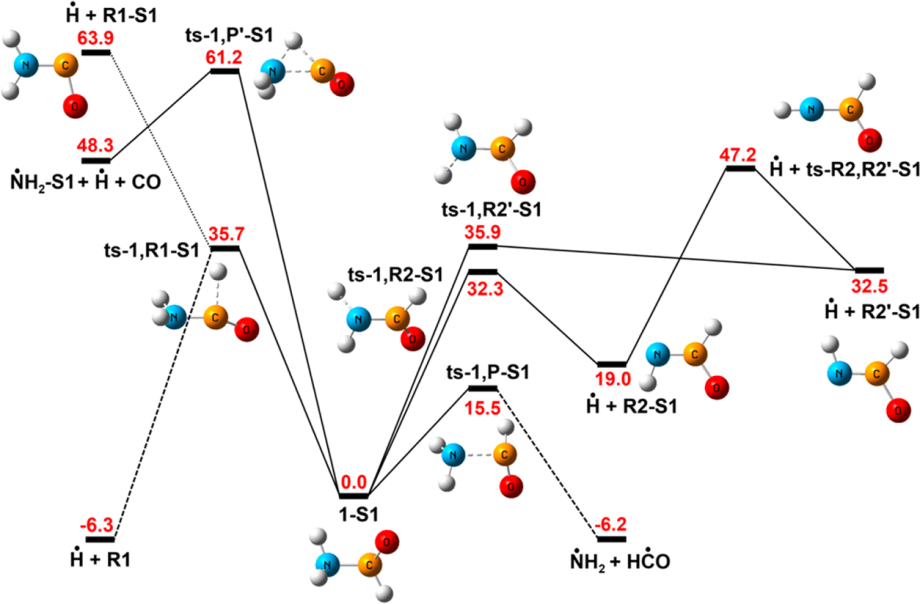 Ḣ + R1-S1
63.9
ts-1,P'-S1
61.2
N
C
O
N
C
O
48.3
ṄH₂-S1 + Ḣ + CO
N
C
O
N
C
O
47.2
Ḣ + ts-R2,R2'-S1
ts-1,R2'-S1
35.9
ts-1,R1-S1
35.7
ts-1,R2-S1
32.3
32.5
Ḣ + R2'-S1
N
C
O
N
C
O
ts-1,P-S1
15.5
19.0
Ḣ + R2-S1
N
C
O
N
C
O
N
C
O
0.0
1-S1
-6.3
Ḣ + R1
N
C
O
-6.2
ṄH₂ + HĊO